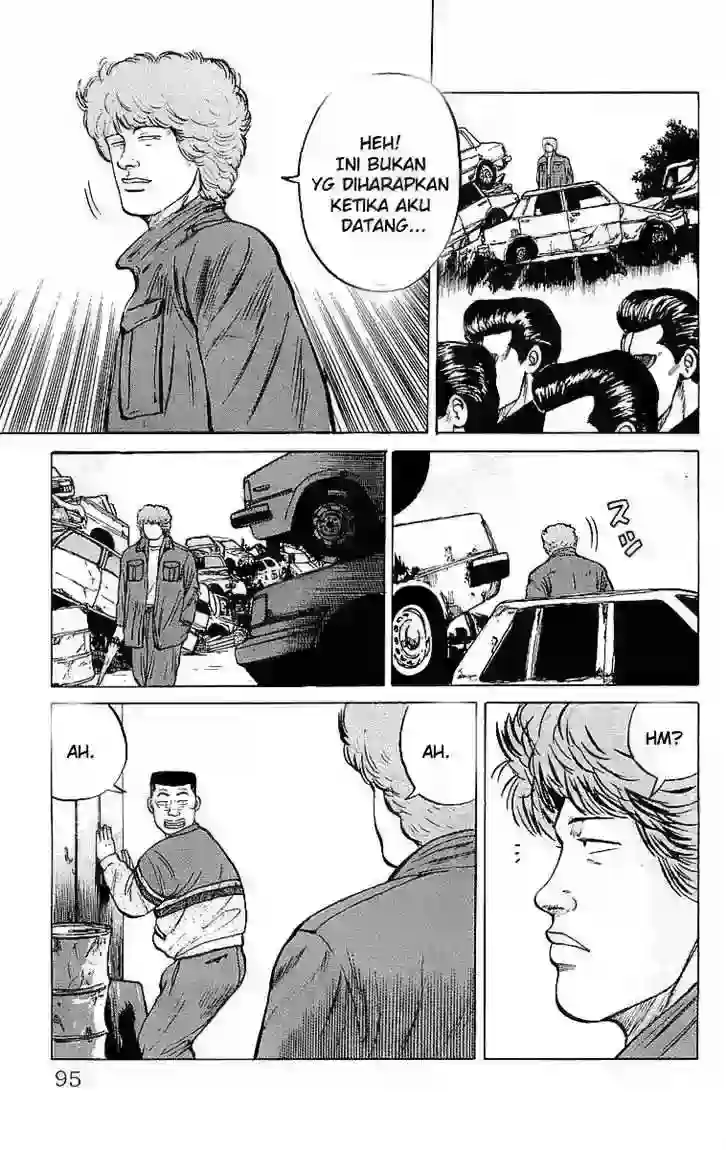 HEH!
INI BUKAN
YG DIHARAPKAN
KETIKA AKU
DATANG...
スッ
HM?
AH.
AH.
95